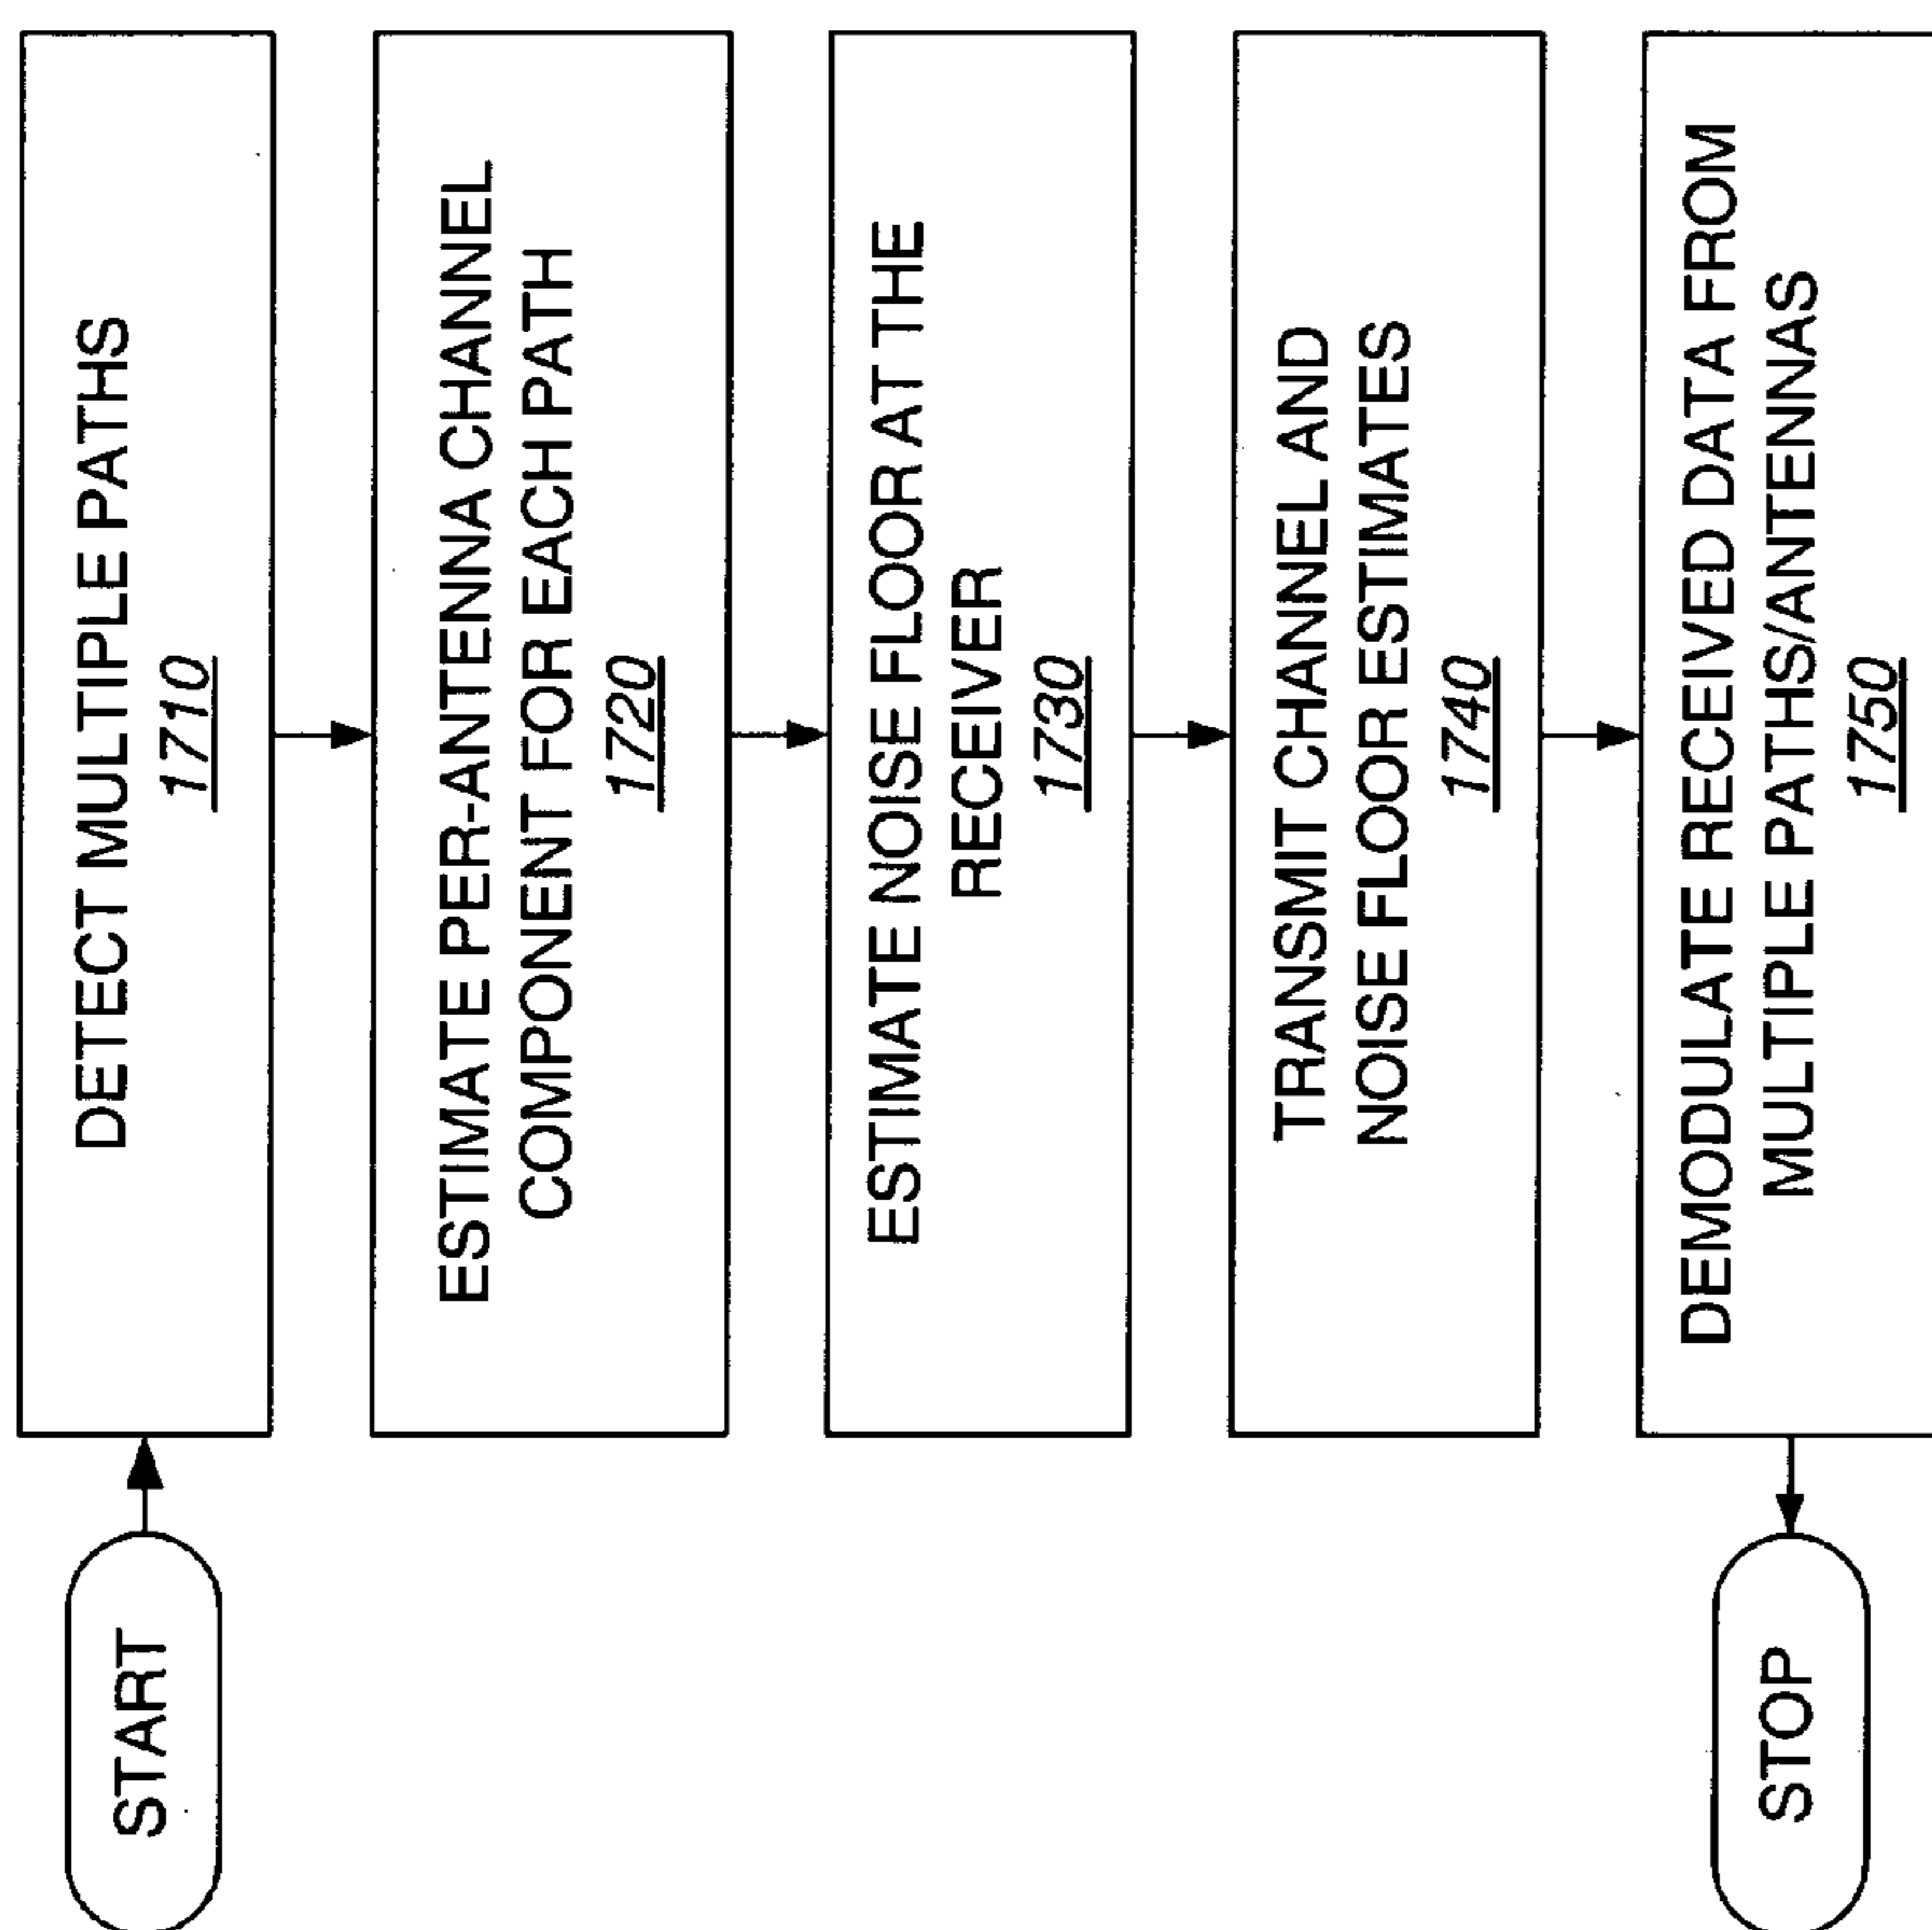 START
DETECT MULTIPLE PATHS
1710
ESTIMATE PER-ANTENNA CHANNEL
COMPONENT FOR EACH PATH
1720
ESTIMATE NOISE FLOOR AT THE
RECEIVER
1730
TRANSMIT CHANNEL AND
NOISE FLOOR ESTIMATES
1740
DEMODULATE RECEIVED DATA FROM
MULTIPLE PATHS/ANTENNAS
1750
STOP